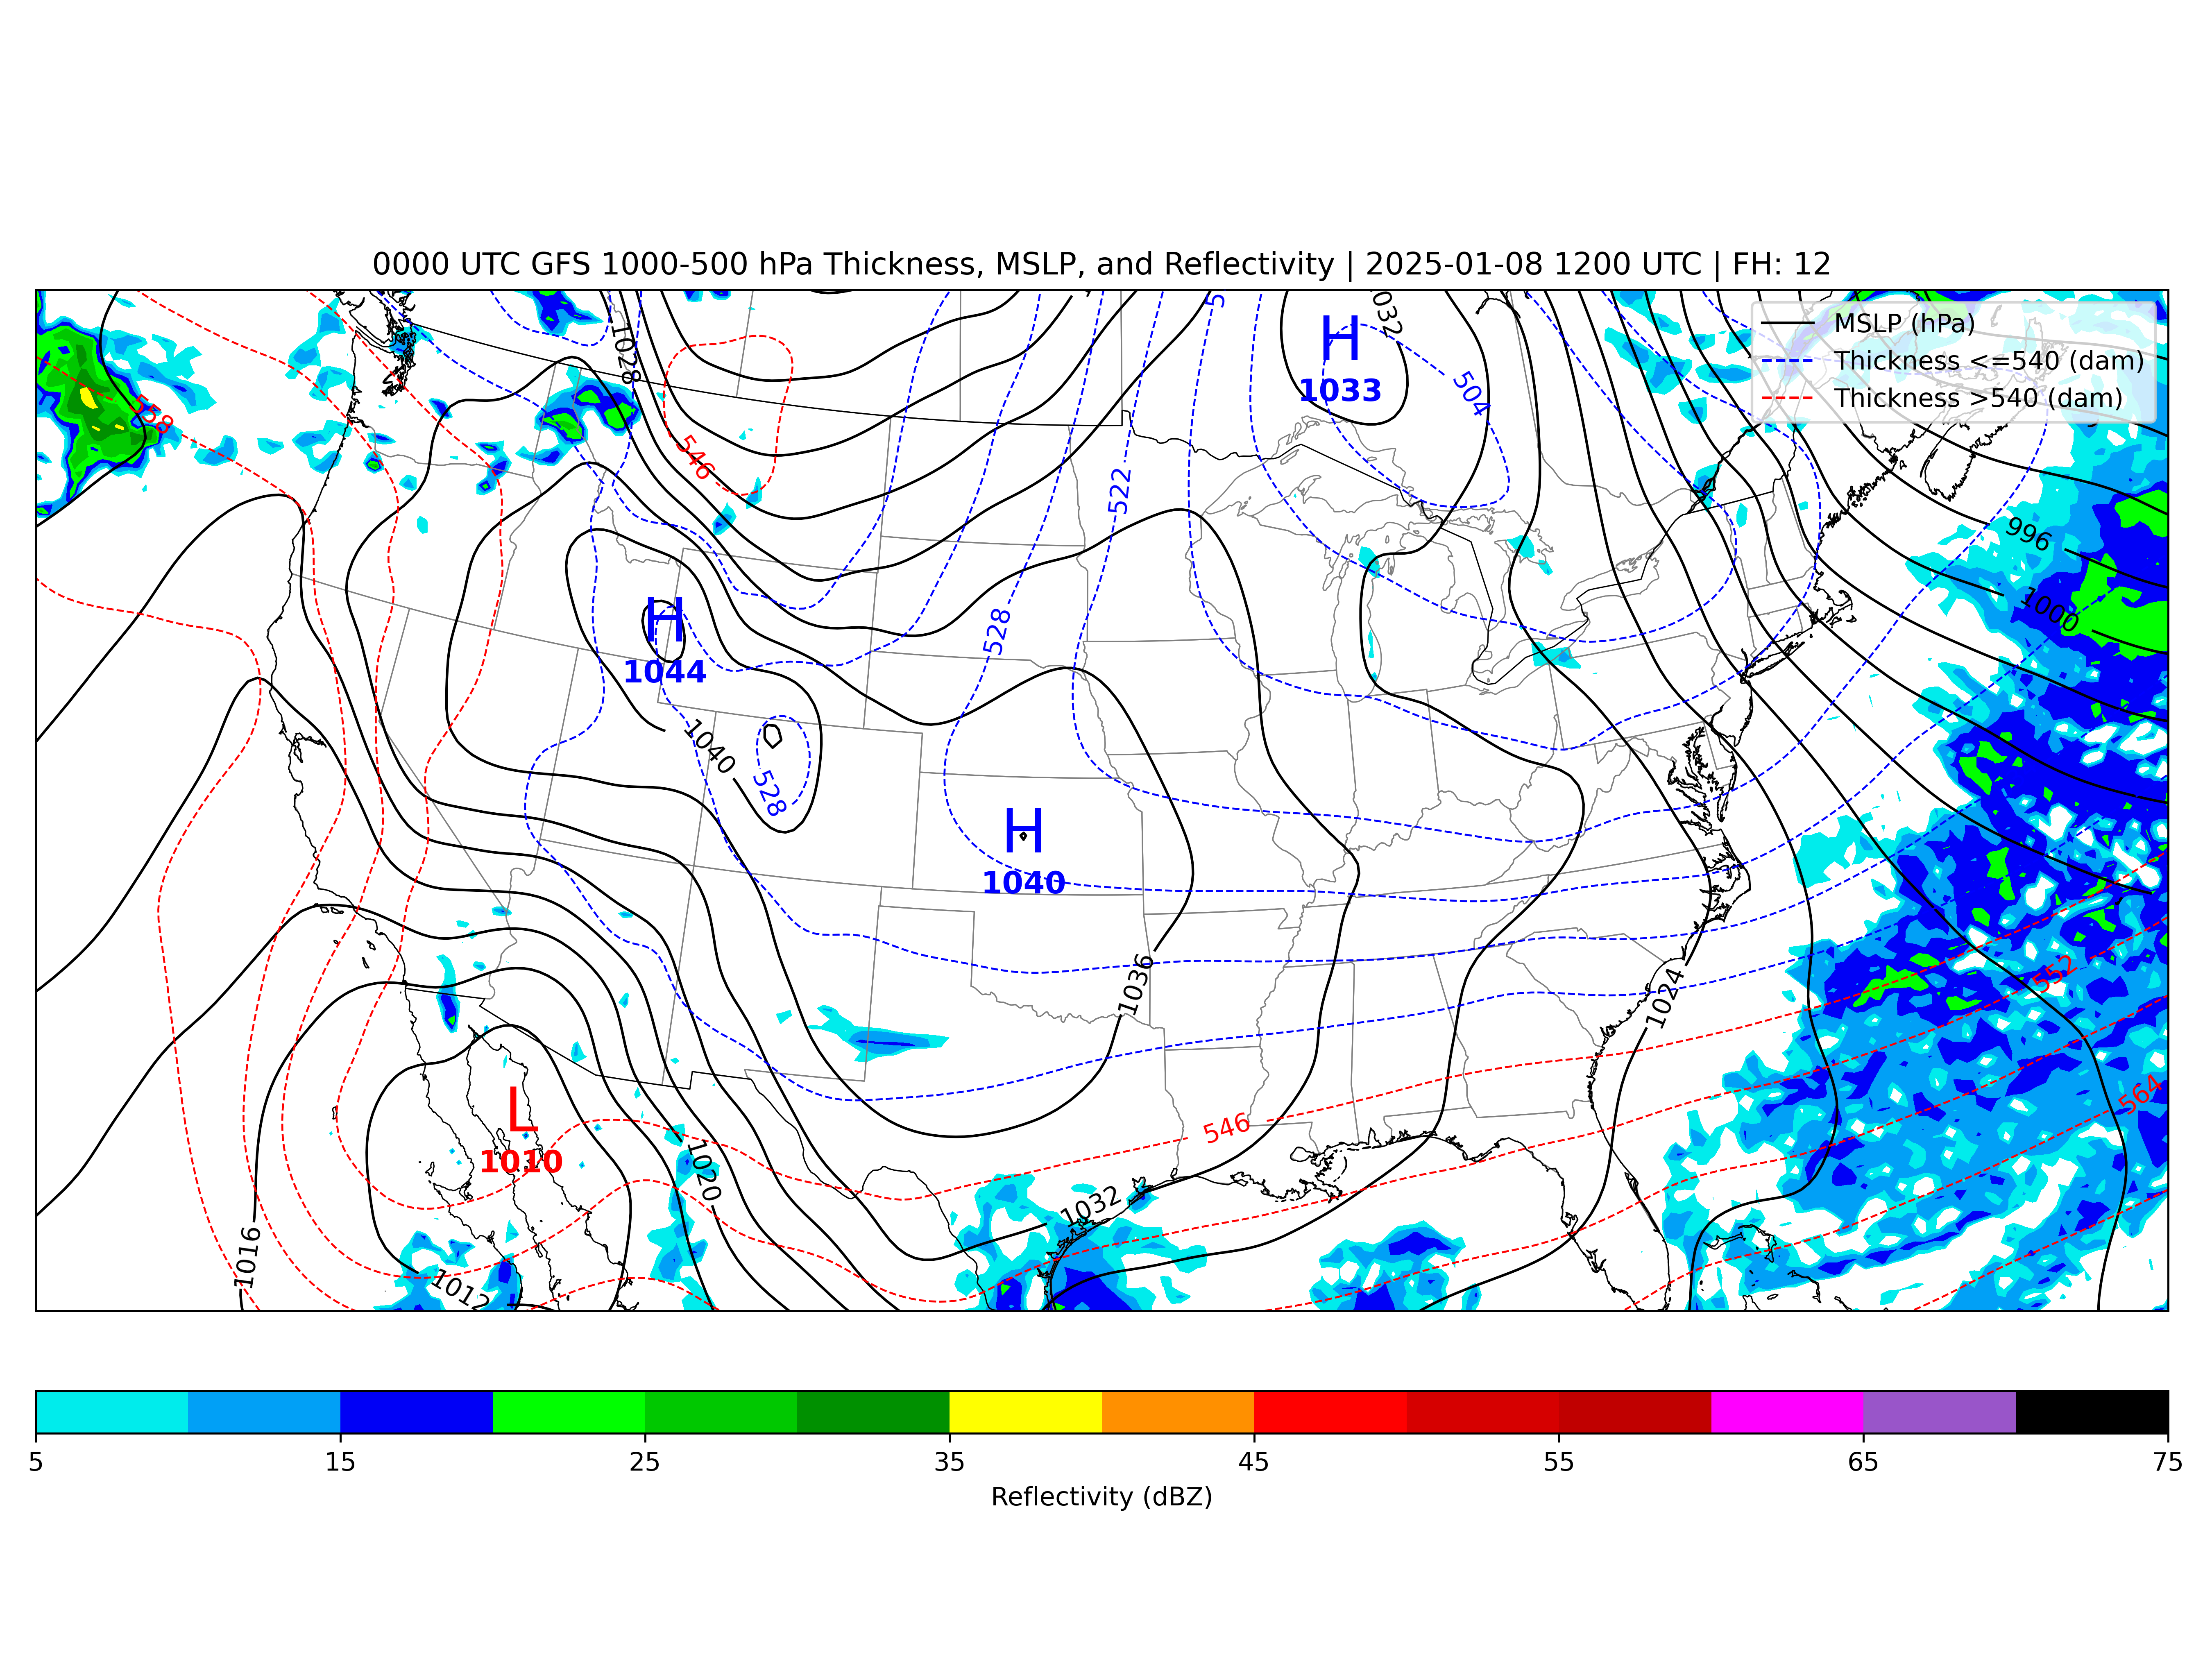 0000 UTC GFS 1000-500 hPa Thickness, MSLP, and Reflectivity | 2025-01-08 1200 UTC | FH: 12
MSLP (hPa)
Thickness <=540 (dam)
Thickness >540 (dam)
H
1033
1032
504
1028
558
546
522
996
1000
H
1044
528
1040
528
H
1040
1036
1024
552
564
L
1010
546
1020
1032
1016
1012
5 15 25 35 45 55 65 75
Reflectivity (dBZ)